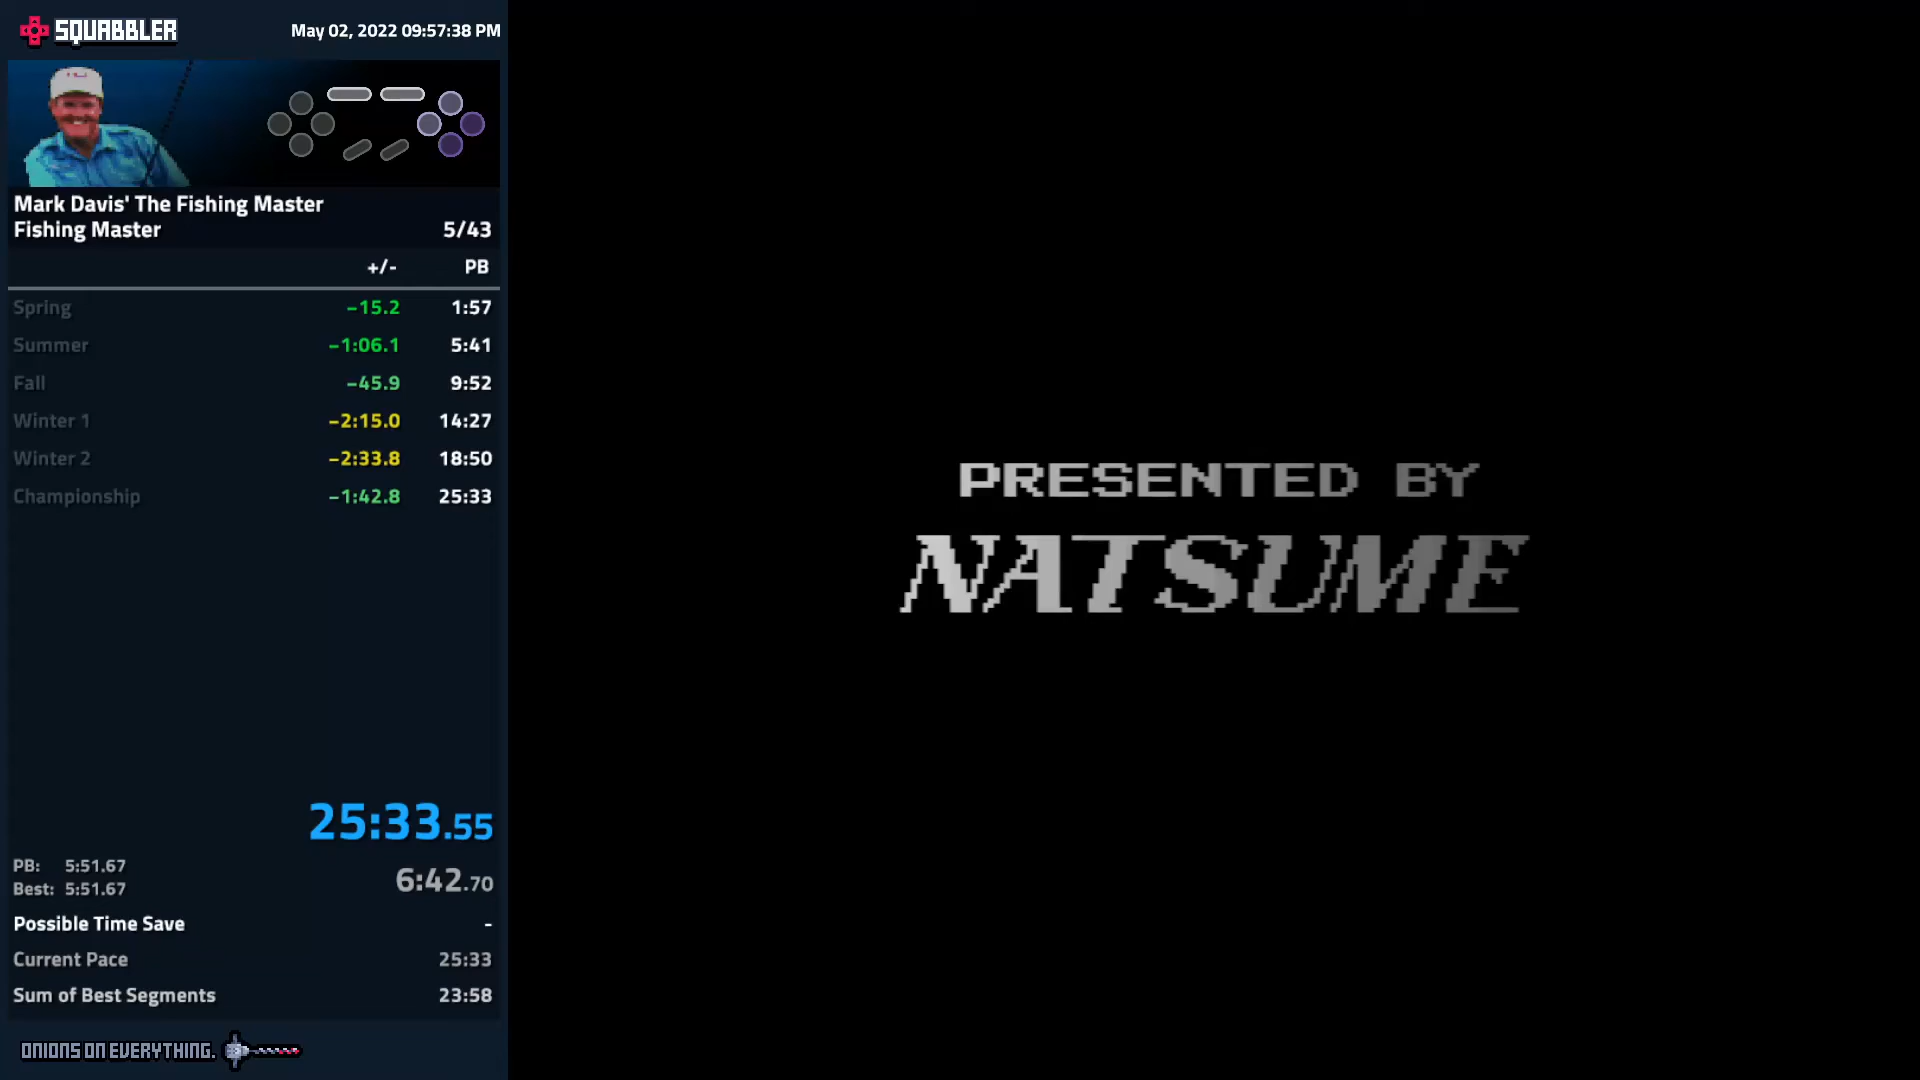 SQUABBLER
May 02, 2022 09:57:38 PM
Mark Davis' The Fishing Master
Fishing Master 5/43
+/- PB
Spring −15.2 1:57
Summer −1:06.1 5:41
Fall −45.9 9:52
Winter 1 −2:15.0 14:27
Winter 2 −2:33.8 18:50
Championship −1:42.8 25:33
25:33.55
PB: 5:51.67
Best: 5:51.67
6:42.70
Possible Time Save -
Current Pace 25:33
Sum of Best Segments 23:58
ONIONS ON EVERYTHING.
PRESENTED BY
NATSUME